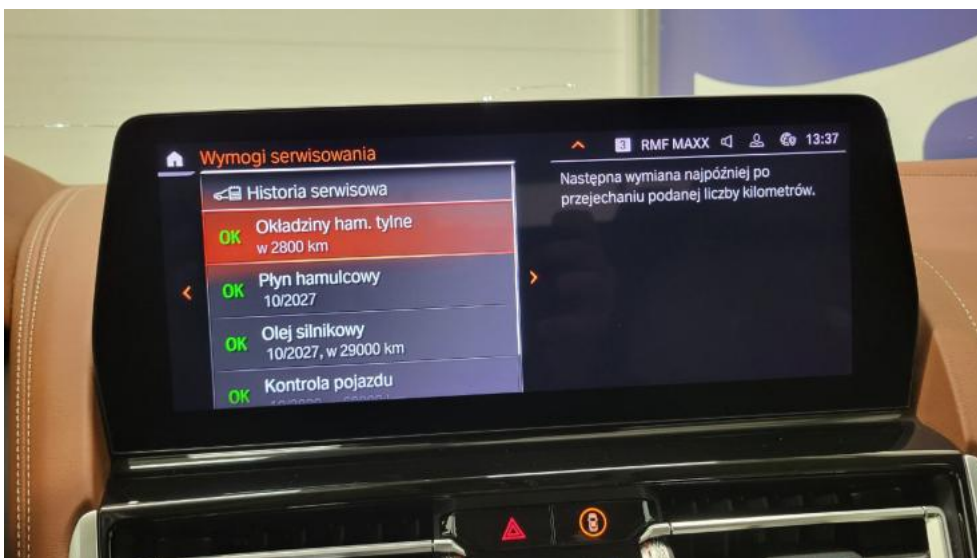 Wymogi serwisowania
3 RMF MAXX 13:37
Historia serwisowa
OK Okładziny ham. tylne
w 2800 km
OK Płyn hamulcowy
10/2027
OK Olej silnikowy
10/2027, w 29000 km
OK Kontrola pojazdu
Następna wymiana najpóźniej po
przejechaniu podanej liczby kilometrów.